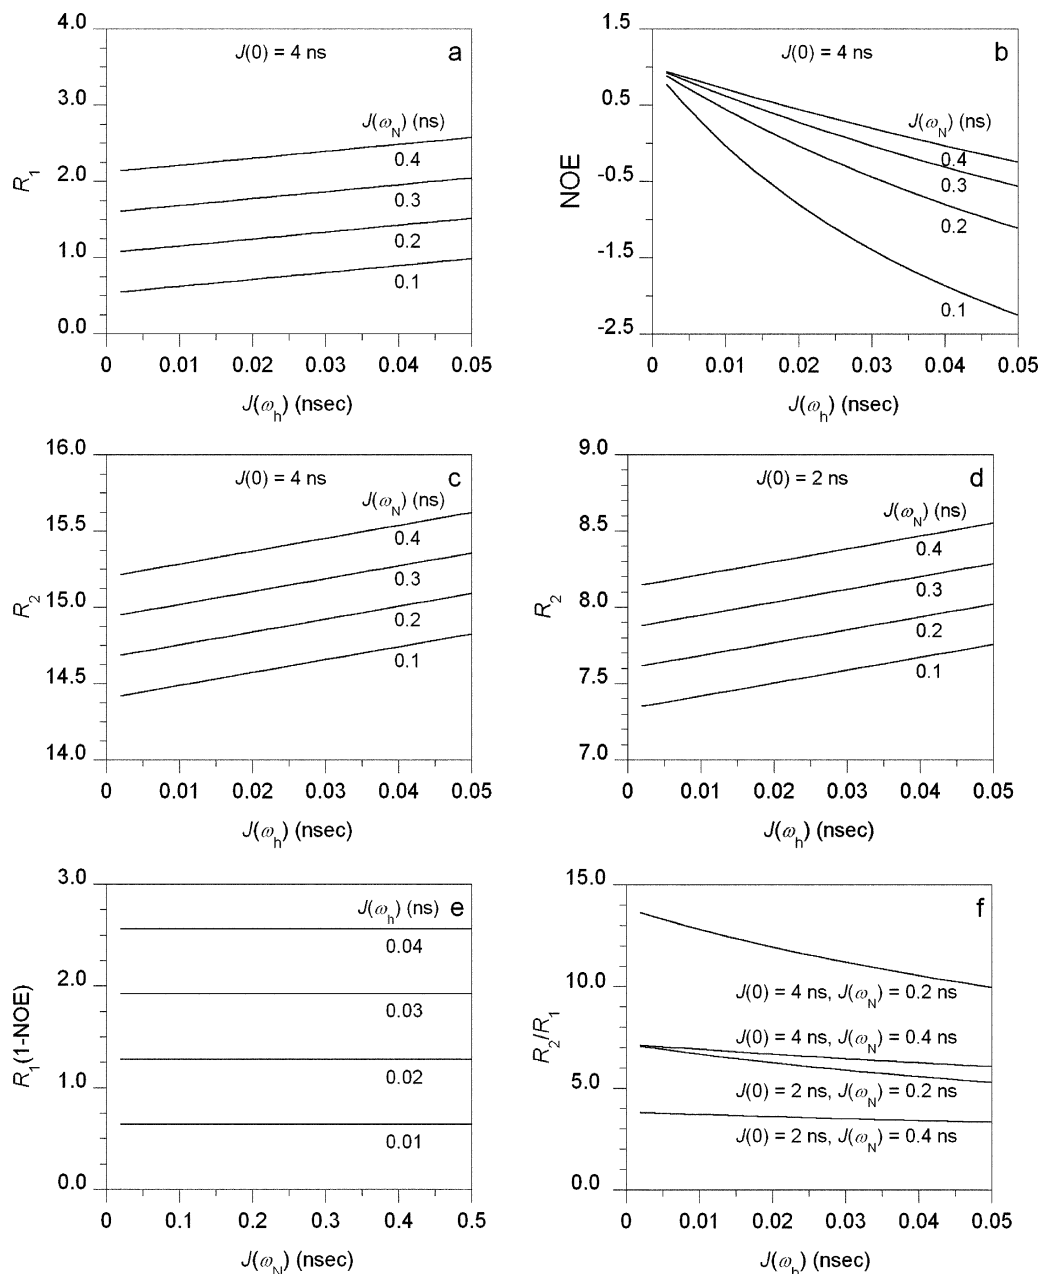 4.0
3.0
2.0
1.0
0.0
R1
J(0) = 4 ns
a
J(ωN) (ns)
0.4
0.3
0.2
0.1
0 0.01 0.02 0.03 0.04 0.05
J(ωh) (nsec)
1.5
0.5
-0.5
-1.5
-2.5
NOE
J(0) = 4 ns
b
J(ωN) (ns)
0.4
0.3
0.2
0.1
0 0.01 0.02 0.03 0.04 0.05
J(ωh) (nsec)
16.0
15.5
15.0
14.5
14.0
R2
J(0) = 4 ns
c
J(ωN) (ns)
0.4
0.3
0.2
0.1
0 0.01 0.02 0.03 0.04 0.05
J(ωh) (nsec)
9.0
8.5
8.0
7.5
7.0
R2
J(0) = 2 ns
d
J(ωN) (ns)
0.4
0.3
0.2
0.1
0 0.01 0.02 0.03 0.04 0.05
J(ωh) (nsec)
3.0
2.0
1.0
0.0
R1(1-NOE)
J(ωh) (ns)
e
0.04
0.03
0.02
0.01
0 0.1 0.2 0.3 0.4 0.5
J(ωN) (nsec)
15.0
10.0
5.0
0.0
R2/R1
f
J(0) = 4 ns, J(ωN) = 0.2 ns
J(0) = 4 ns, J(ωN) = 0.4 ns
J(0) = 2 ns, J(ωN) = 0.2 ns
J(0) = 2 ns, J(ωN) = 0.4 ns
0 0.01 0.02 0.03 0.04 0.05
J(ωh) (nsec)